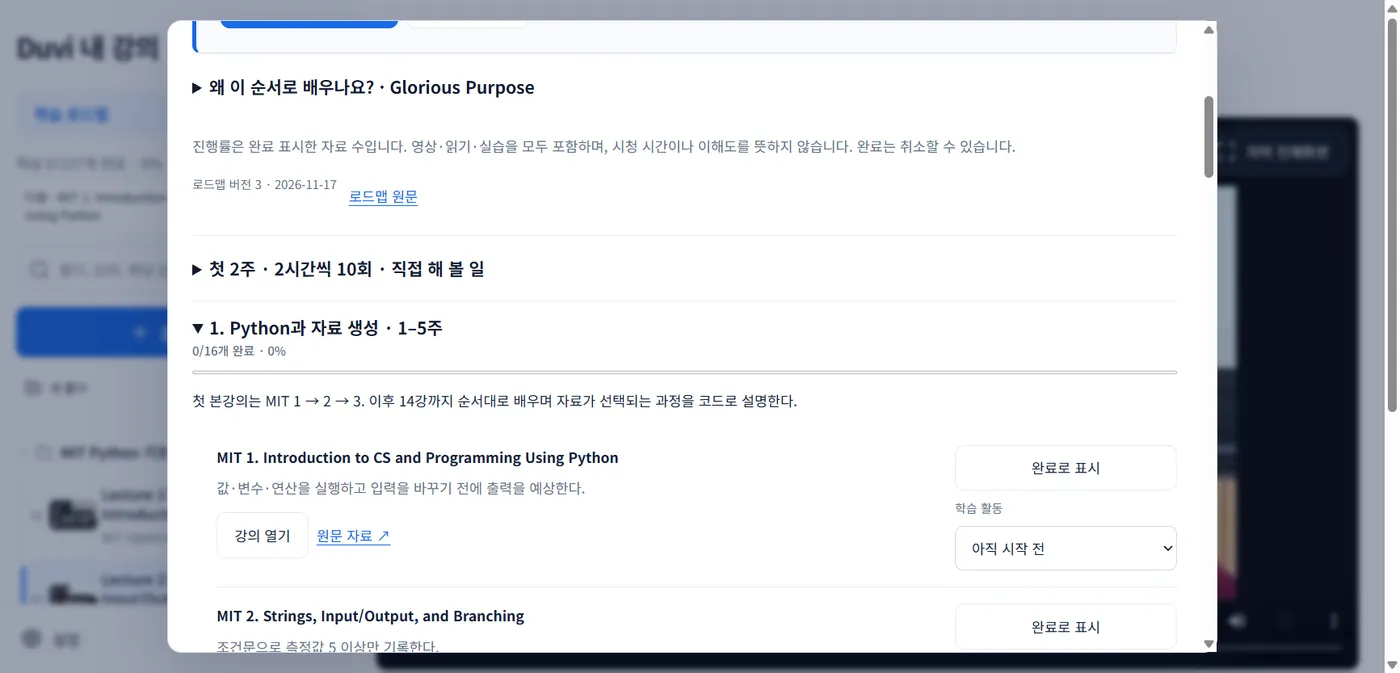 Duvi 내 강의
학습 로드맵
왜 이 순서로 배우나요? · Glorious Purpose
진행률은 완료 표시한 자료 수입니다. 영상·읽기·실습을 모두 포함하며, 시청 시간이나 이해도를 뜻하지 않습니다. 완료는 취소할 수 있습니다.
로드맵 버전 3 · 2026-11-17
로드맵 원문
첫 2주 · 2시간씩 10회 · 직접 해 볼 일
1. Python과 자료 생성 · 1–5주
0/16개 완료 · 0%
첫 본강의는 MIT 1 → 2 → 3. 이후 14강까지 순서대로 배우며 자료가 선택되는 과정을 코드로 설명한다.
MIT 1. Introduction to CS and Programming Using Python
완료로 표시
값·변수·연산을 실행하고 입력을 바꾸기 전에 출력을 예상한다.
학습 활동
강의 열기
원문 자료 ↗
아직 시작 전
MIT 2. Strings, Input/Output, and Branching
완료로 표시
조건문으로 측정값 5 이상만 기록한다.